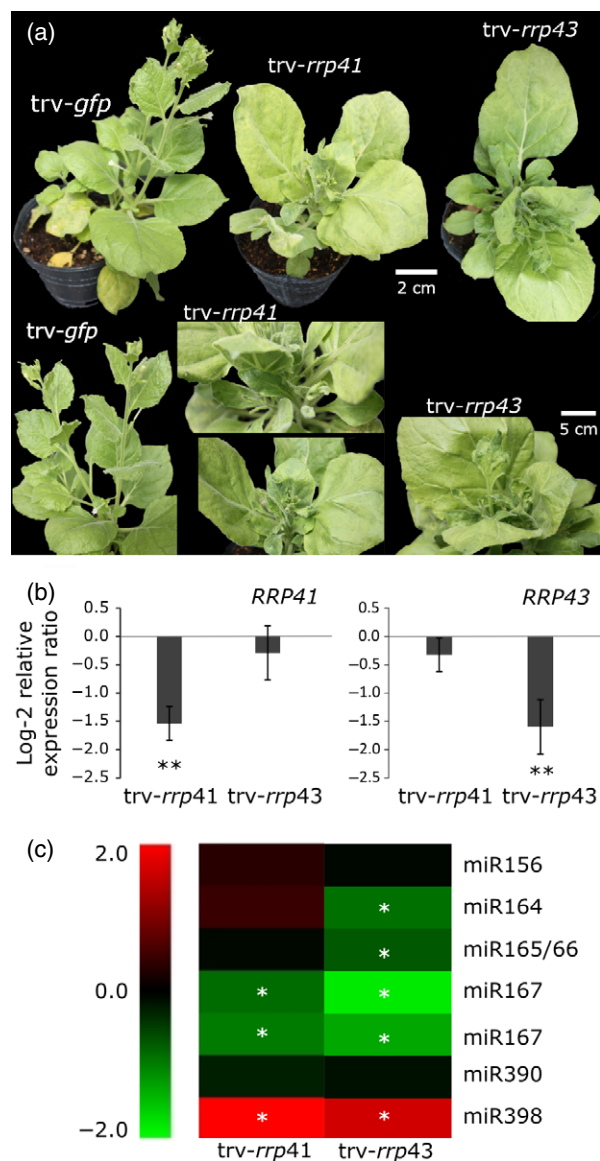 (a)
trv-gfp
trv-rrp41
trv-rrp43
2 cm
trv-gfp
trv-rrp41
trv-rrp43
5 cm
(b)
RRP41
RRP43
Log-2 relative
expression ratio
0.5
0.0
−0.5
−1.0
−1.5
−2.0
−2.5
**
trv-rrp41
trv-rrp43
0.5
0.0
−0.5
−1.0
−1.5
−2.0
−2.5
**
trv-rrp41
trv-rrp43
(c)
2.0
0.0
−2.0
miR156
* miR164
* miR165/66
* * miR167
* * miR167
miR390
* * miR398
trv-rrp41 trv-rrp43